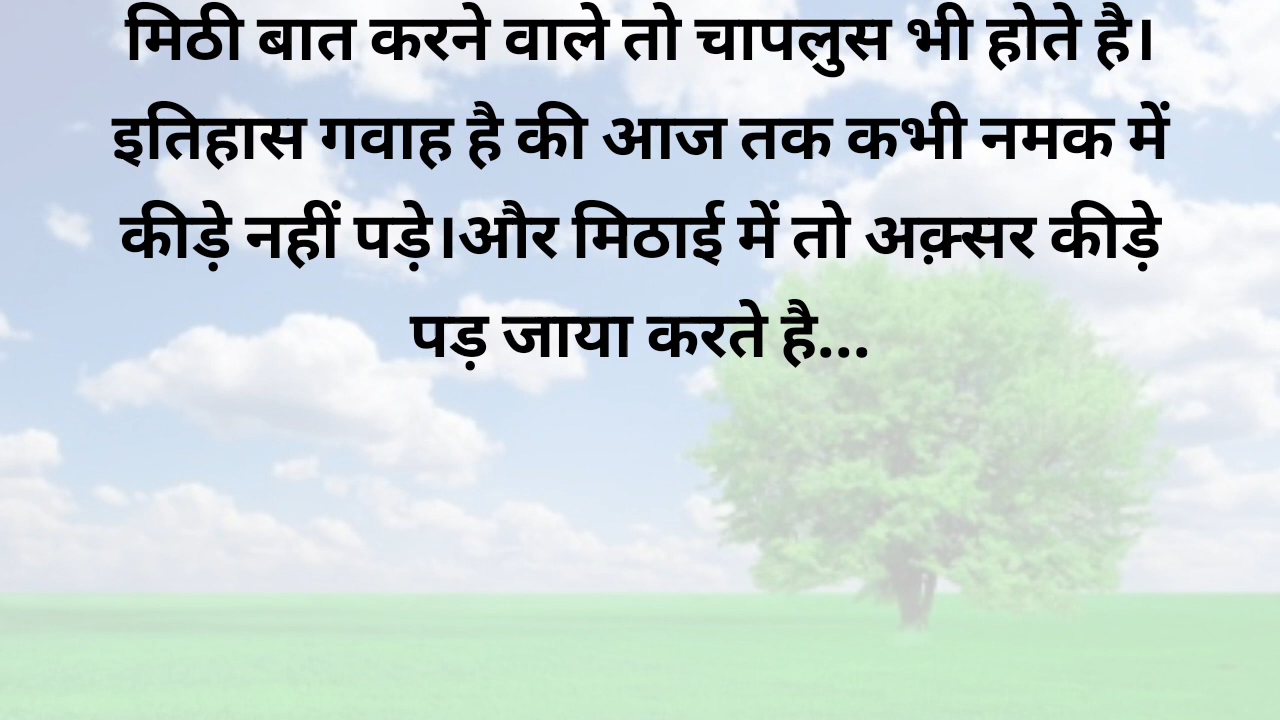 मिठी बात करने वाले तो चापलुस भी होते है।
इतिहास गवाह है की आज तक कभी नमक में
कीड़े नहीं पड़े।और मिठाई में तो अक़्सर कीड़े
पड़ जाया करते है...